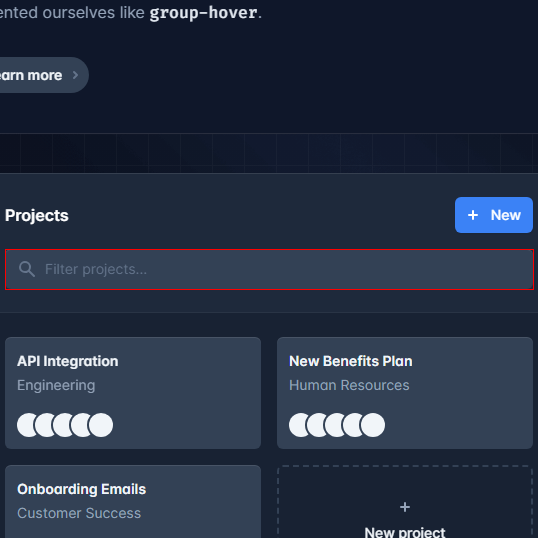 ented ourselves like group-hover.
earn more
Projects
+ New
Filter projects...
API Integration
Engineering
New Benefits Plan
Human Resources
Onboarding Emails
Customer Success
+
New project